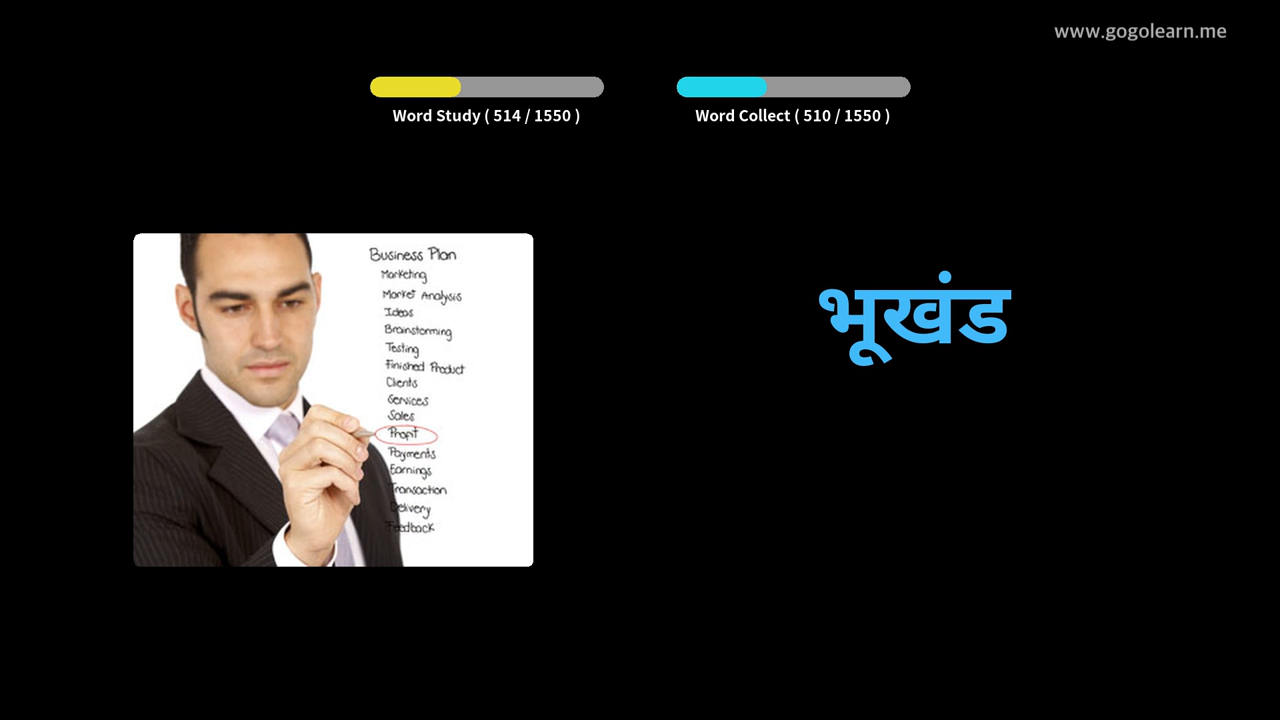 www.gogolearn.me
Word Study ( 514 / 1550 )
Word Collect ( 510 / 1550 )
Business Plan
Marketing
Market Analysis
Ideas
Brainstorming
Testing
Finished Product
Clients
Services
Sales
Profit
Payments
Earnings
Transaction
Delivery
Feedback
भूखंड